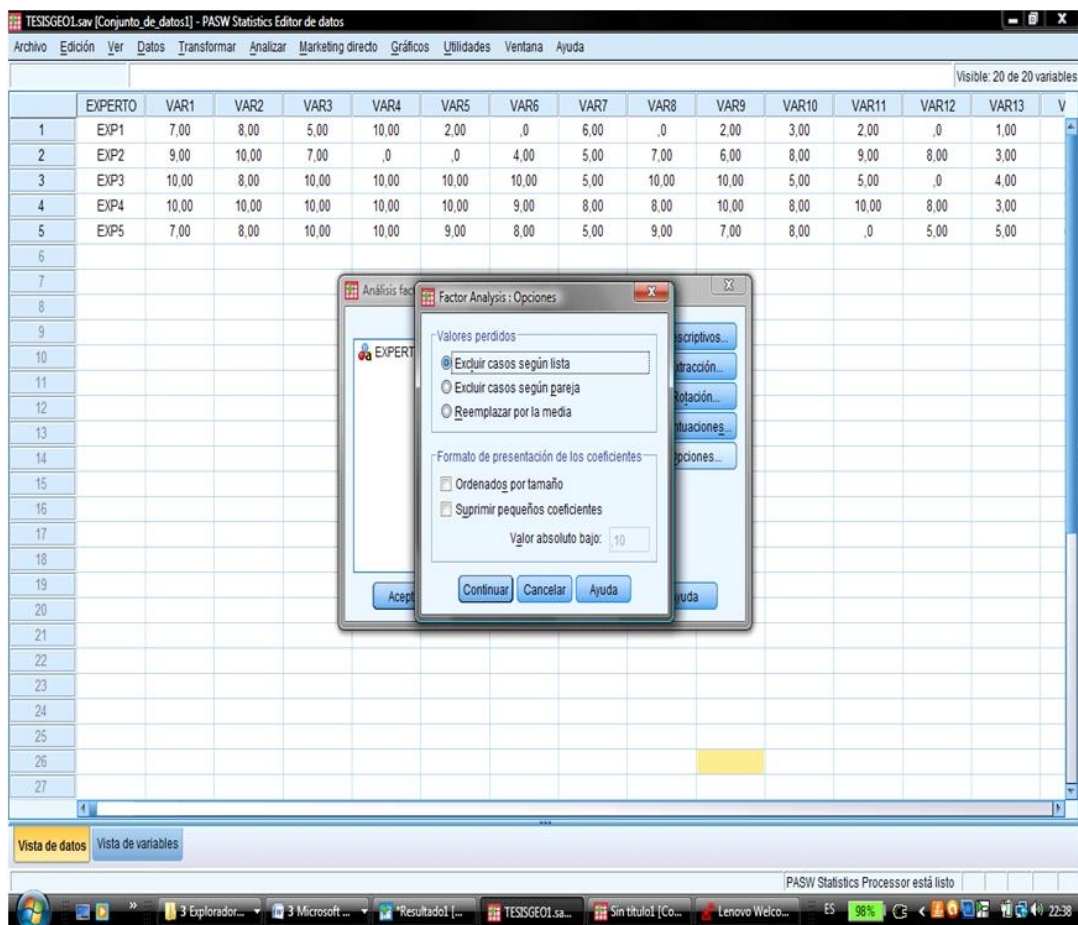 TESISGEO1.sav [Conjunto_de_datos1] - PASW Statistics Editor de datos
Archivo Edición Ver Datos Transformar Analizar Marketing directo Gráficos Utilidades Ventana Ayuda
Visible: 20 de 20 variables
EXPERTO VAR1 VAR2 VAR3 VAR4 VAR5 VAR6 VAR7 VAR8 VAR9 VAR10 VAR11 VAR12 VAR13 V
1 EXP1 7,00 8,00 5,00 10,00 2,00 ,0 6,00 ,0 2,00 3,00 2,00 ,0 1,00
2 EXP2 9,00 10,00 7,00 ,0 ,0 4,00 5,00 7,00 6,00 8,00 9,00 8,00 3,00
3 EXP3 10,00 8,00 10,00 10,00 10,00 10,00 5,00 10,00 10,00 5,00 5,00 ,0 4,00
4 EXP4 10,00 10,00 10,00 10,00 10,00 9,00 8,00 8,00 10,00 8,00 10,00 8,00 3,00
5 EXP5 7,00 8,00 10,00 10,00 9,00 8,00 5,00 9,00 7,00 8,00 ,0 5,00 5,00
6
7
8
9
10
11
12
13
14
15
16
17
18
19
20
21
22
23
24
25
26
27
Análisis fac
EXPERT
scriptivos...
xtracción...
Rotación...
ntuaciones...
pciones...
Acept
yuda
Factor Analysis : Opciones
Valores perdidos
Excluir casos según lista
Excluir casos según pareja
Reemplazar por la media
Formato de presentación de los coeficientes
Ordenados por tamaño
Suprimir pequeños coeficientes
Valor absoluto bajo: ,10
Continuar Cancelar Ayuda
Vista de datos Vista de variables
PASW Statistics Processor está listo
3 Explorador... 3 Microsoft ... *Resultado1 [... TESISGEO1.sa... Sin título1 [Co... Lenovo Welco... ES 98% 22:38